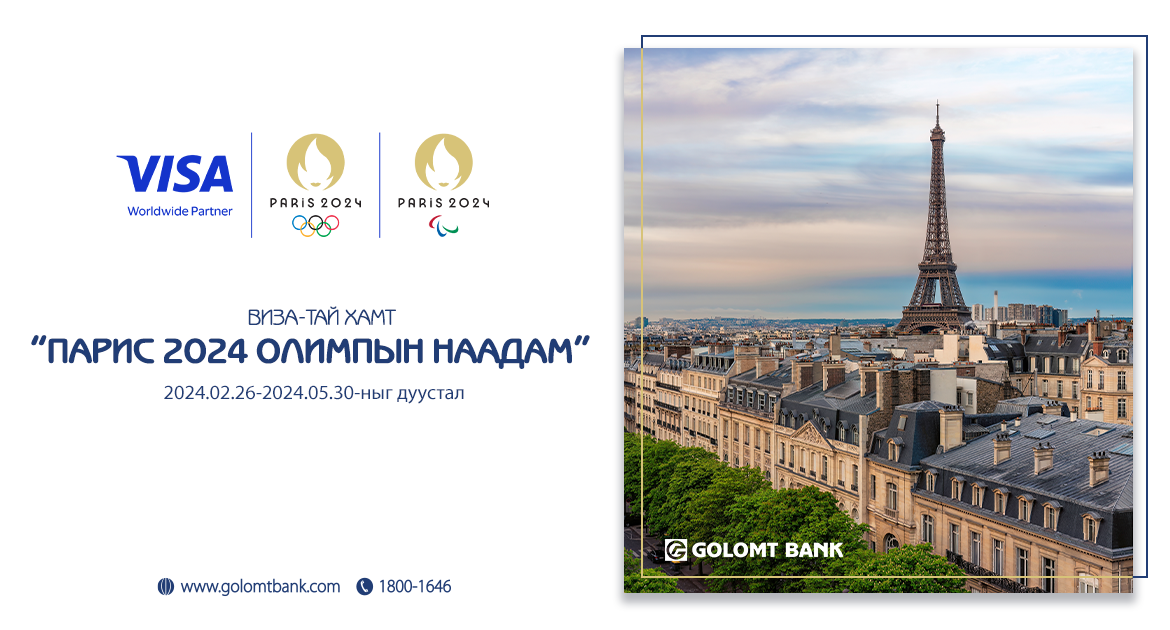 VISA
Worldwide Partner
PARIS 2024
PARIS 2024
ВИЗА-ТАЙ ХАМТ
“ПАРИС 2024 ОЛИМПЫН НААДАМ”
2024.02.26-2024.05.30-ныг дуустал
www.golomtbank.com 1800-1646
GOLOMT BANK